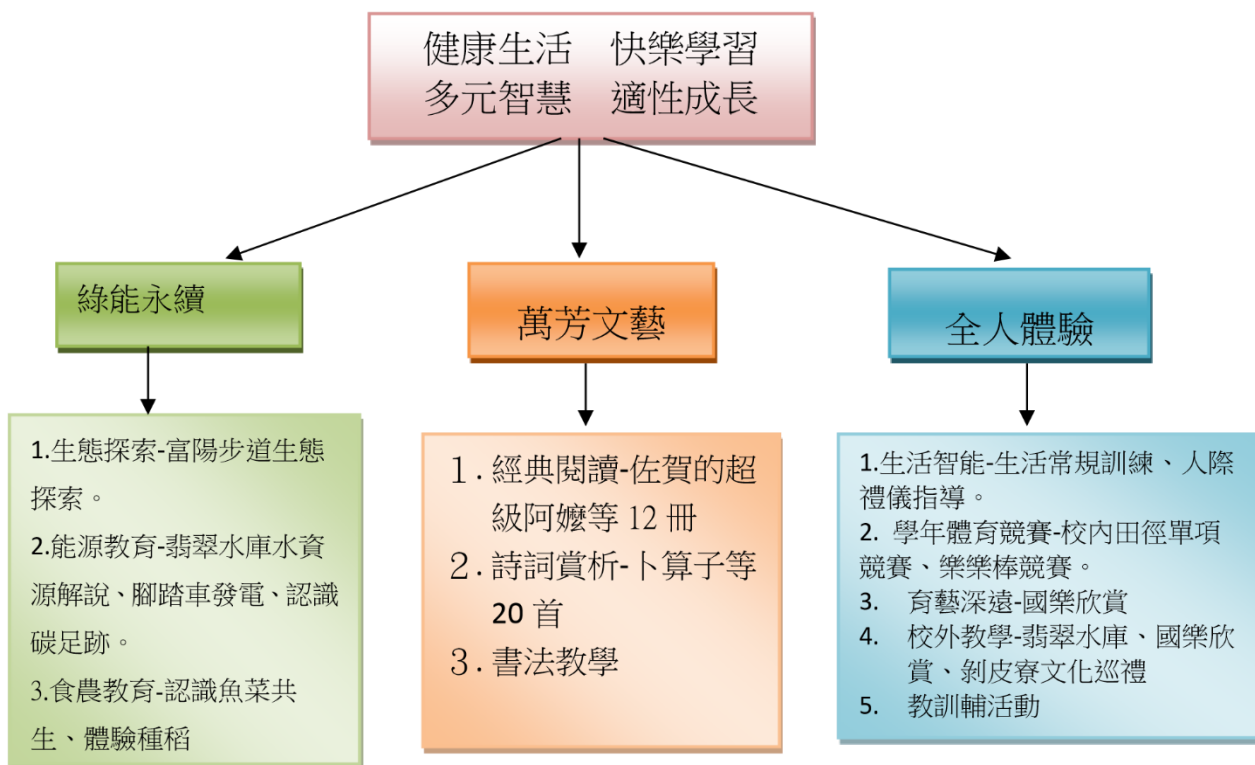 健康生活　快樂學習
多元智慧　適性成長
綠能永續
萬芳文藝
全人體驗
1.生態探索-富陽步道生態
探索。
2.能源教育-翡翠水庫水資
源解說、腳踏車發電、認識
碳足跡。
3.食農教育-認識魚菜共
生、體驗種稻
１. 經典閱讀-佐賀的超
級阿嬤等 12 冊
２. 詩詞賞析-卜算子等
20 首
３. 書法教學
1.生活智能-生活常規訓練、人際
禮儀指導。
2. 學年體育競賽-校內田徑單項
競賽、樂樂棒競賽。
3. 育藝深遠-國樂欣賞
4. 校外教學-翡翠水庫、國樂欣
賞、剝皮寮文化巡禮
5. 教訓輔活動